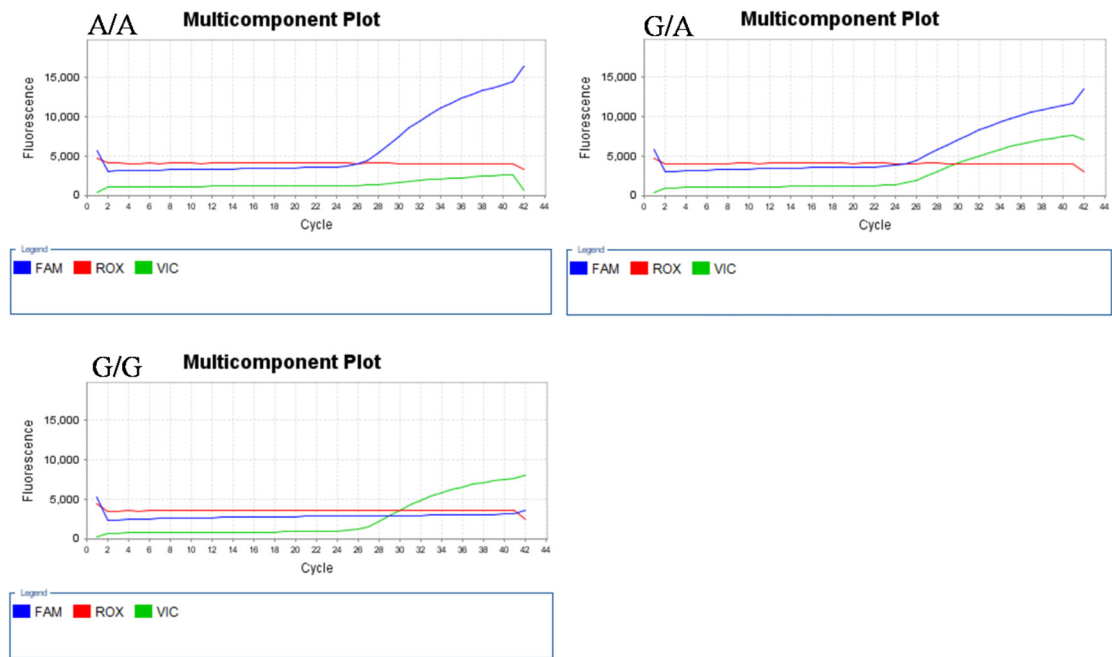 A/A
Multicomponent Plot
Fluorescence
15,000
10,000
5,000
0
0 2 4 6 8 10 12 14 16 18 20 22 24 26 28 30 32 34 36 38 40 42 44
Cycle
Legend
FAM ROX VIC
G/A
Multicomponent Plot
Fluorescence
15,000
10,000
5,000
0
0 2 4 6 8 10 12 14 16 18 20 22 24 26 28 30 32 34 36 38 40 42 44
Cycle
Legend
FAM ROX VIC
G/G
Multicomponent Plot
Fluorescence
15,000
10,000
5,000
0
0 2 4 6 8 10 12 14 16 18 20 22 24 26 28 30 32 34 36 38 40 42 44
Cycle
Legend
FAM ROX VIC